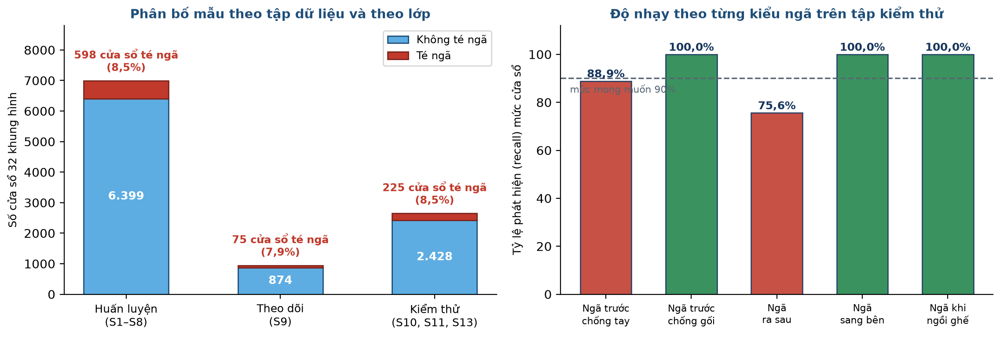 Phân bố mẫu theo tập dữ liệu và theo lớp
Số cửa sổ 32 khung hình
8000
7000
6000
5000
4000
3000
2000
1000
0
Không té ngã
Té ngã
598 cửa sổ té ngã
(8,5%)
6.399
75 cửa sổ té ngã
(7,9%)
874
225 cửa sổ té ngã
(8,5%)
2.428
Huấn luyện
(S1–S8)
Theo dõi
(S9)
Kiểm thử
(S10, S11, S13)
Độ nhạy theo từng kiểu ngã trên tập kiểm thử
Tỷ lệ phát hiện (recall) mức cửa sổ
100
80
60
40
20
0
88,9%
100,0%
75,6%
100,0%
100,0%
mức mong muốn 90%
Ngã trước
chống tay
Ngã trước
chống gối
Ngã
ra sau
Ngã
sang bên
Ngã khi
ngồi ghế